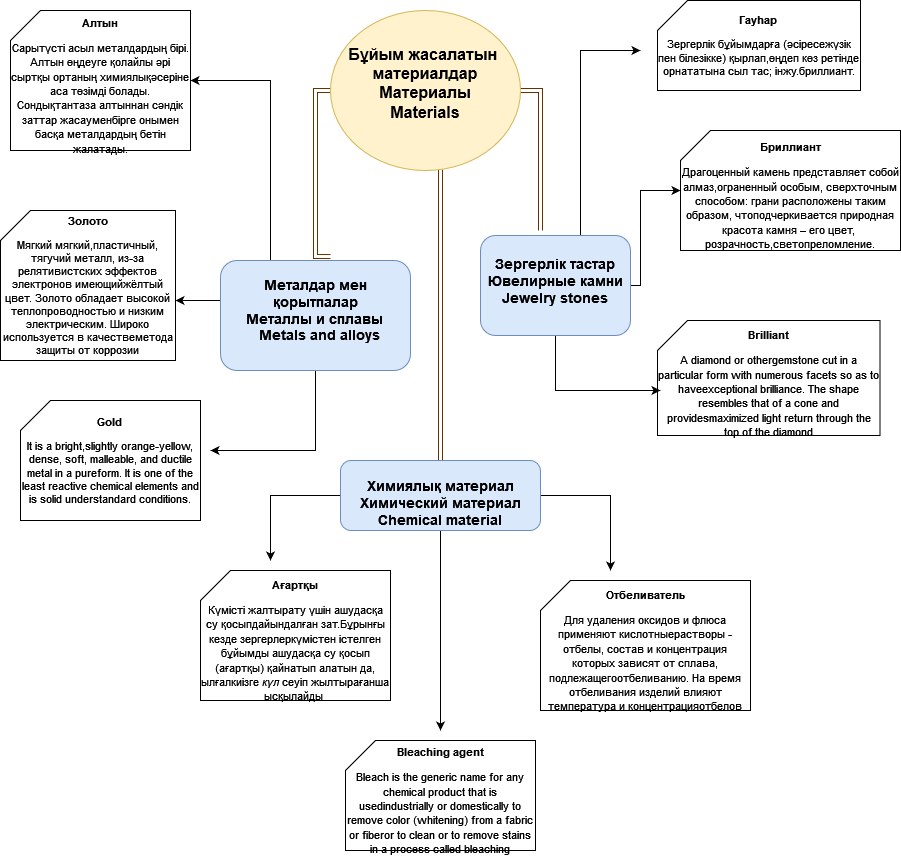 Бұйым жасалатын
материалдар
Материалы
Materials
Алтын
Сарытүсті асыл металдардың бірі.
Алтын өңдеуге қолайлы әрі
сыртқы ортаның химиялықәсеріне
аса төзімді болады.
Сондықтантаза алтыннан сәндік
заттар жасауменбірге онымен
басқа металдардың бетін
жалатады.
Золото
Мягкий мягкий,пластичный,
тягучий металл, из-за
релятивистских эффектов
электронов имеющийжёлтый
цвет. Золото обладает высокой
теплопроводностью и низким
электрическим. Широко
используется в качествеметода
защиты от коррозии
Gold
It is a bright,slightly orange-yellow,
dense, soft, malleable, and ductile
metal in a pureform. It is one of the
least reactive chemical elements and
is solid understandard conditions.
Металдар мен
қорытпалар
Металлы и сплавы
Metals and alloys
Гауһар
Зергерлік бұйымдарға (әсіресежүзік
пен білезікке) қырлап,өңдеп көз ретінде
орнататына сыл тас; інжу.бриллиант.
Бриллиант
Драгоценный камень представляет собой
алмаз,ограненный особым, сверхточным
способом: грани расположены таким
образом, чтоподчеркивается природная
красота камня – его цвет,
розрачность,светопреломление.
Зергерлік тастар
Ювелирные камни
Jewelry stones
Brilliant
A diamond or othergemstone cut in a
particular form with numerous facets so as to
haveexceptional brilliance. The shape
resembles that of a cone and
providesmaximized light return through the
top of the diamond
Химиялық материал
Химический материал
Chemical material
Ағартқы
Күмісті жалтырату үшін ашудасқа
су қосыпдайындалған зат.Бұрынғы
кезде зергерлеркүмістен істелген
бұйымды ашудасқа су қосып
(ағартқы) қайнатып алатын да,
ылғалкиізге күл сеуіп жылтырағанша
ысқылайды
Отбеливатель
Для удаления оксидов и флюса
применяют кислотныерастворы -
отбелы, состав и концентрация
которых зависят от сплава,
подлежащегоотбеливанию. На время
отбеливания изделий влияют
температура и концентрацияотбелов
Bleaching agent
Bleach is the generic name for any
chemical product that is
usedindustrially or domestically to
remove color (whitening) from a fabric
or fiberor to clean or to remove stains
in a process called bleaching